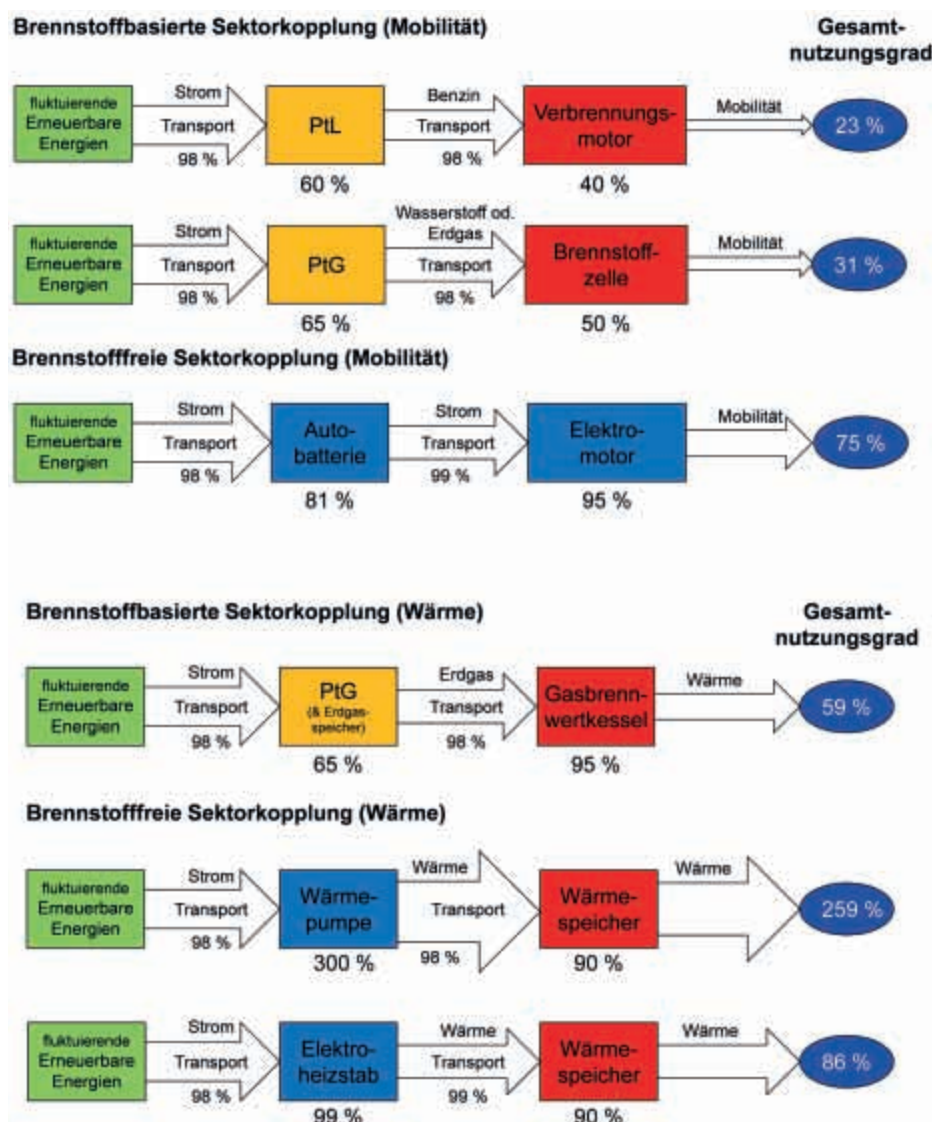 Brennstoffbasierte Sektorkopplung (Mobilität)
Gesamt-
nutzungsgrad
fluktuierende
Erneuerbare
Energien
Strom
Transport
98 %
PtL
60 %
Benzin
Transport
98 %
Verbrennungs-
motor
40 %
Mobilität
23 %
fluktuierende
Erneuerbare
Energien
Strom
Transport
98 %
PtG
65 %
Wasserstoff od.
Erdgas
Transport
98 %
Brennstoff-
zelle
50 %
Mobilität
31 %
Brennstofffreie Sektorkopplung (Mobilität)
fluktuierende
Erneuerbare
Energien
Strom
Transport
98 %
Auto-
batterie
81 %
Strom
Transport
99 %
Elektro-
motor
95 %
Mobilität
75 %
Brennstoffbasierte Sektorkopplung (Wärme)
Gesamt-
nutzungsgrad
fluktuierende
Erneuerbare
Energien
Strom
Transport
98 %
PtG
(& Erdgas-
speicher)
65 %
Erdgas
Transport
98 %
Gasbrenn-
wertkessel
95 %
Wärme
59 %
Brennstofffreie Sektorkopplung (Wärme)
fluktuierende
Erneuerbare
Energien
Strom
Transport
98 %
Wärme-
pumpe
300 %
Wärme
Transport
98 %
Wärme-
speicher
90 %
Wärme
259 %
fluktuierende
Erneuerbare
Energien
Strom
Transport
98 %
Elektro-
heizstab
99 %
Wärme
Transport
99 %
Wärme-
speicher
90 %
Wärme
86 %